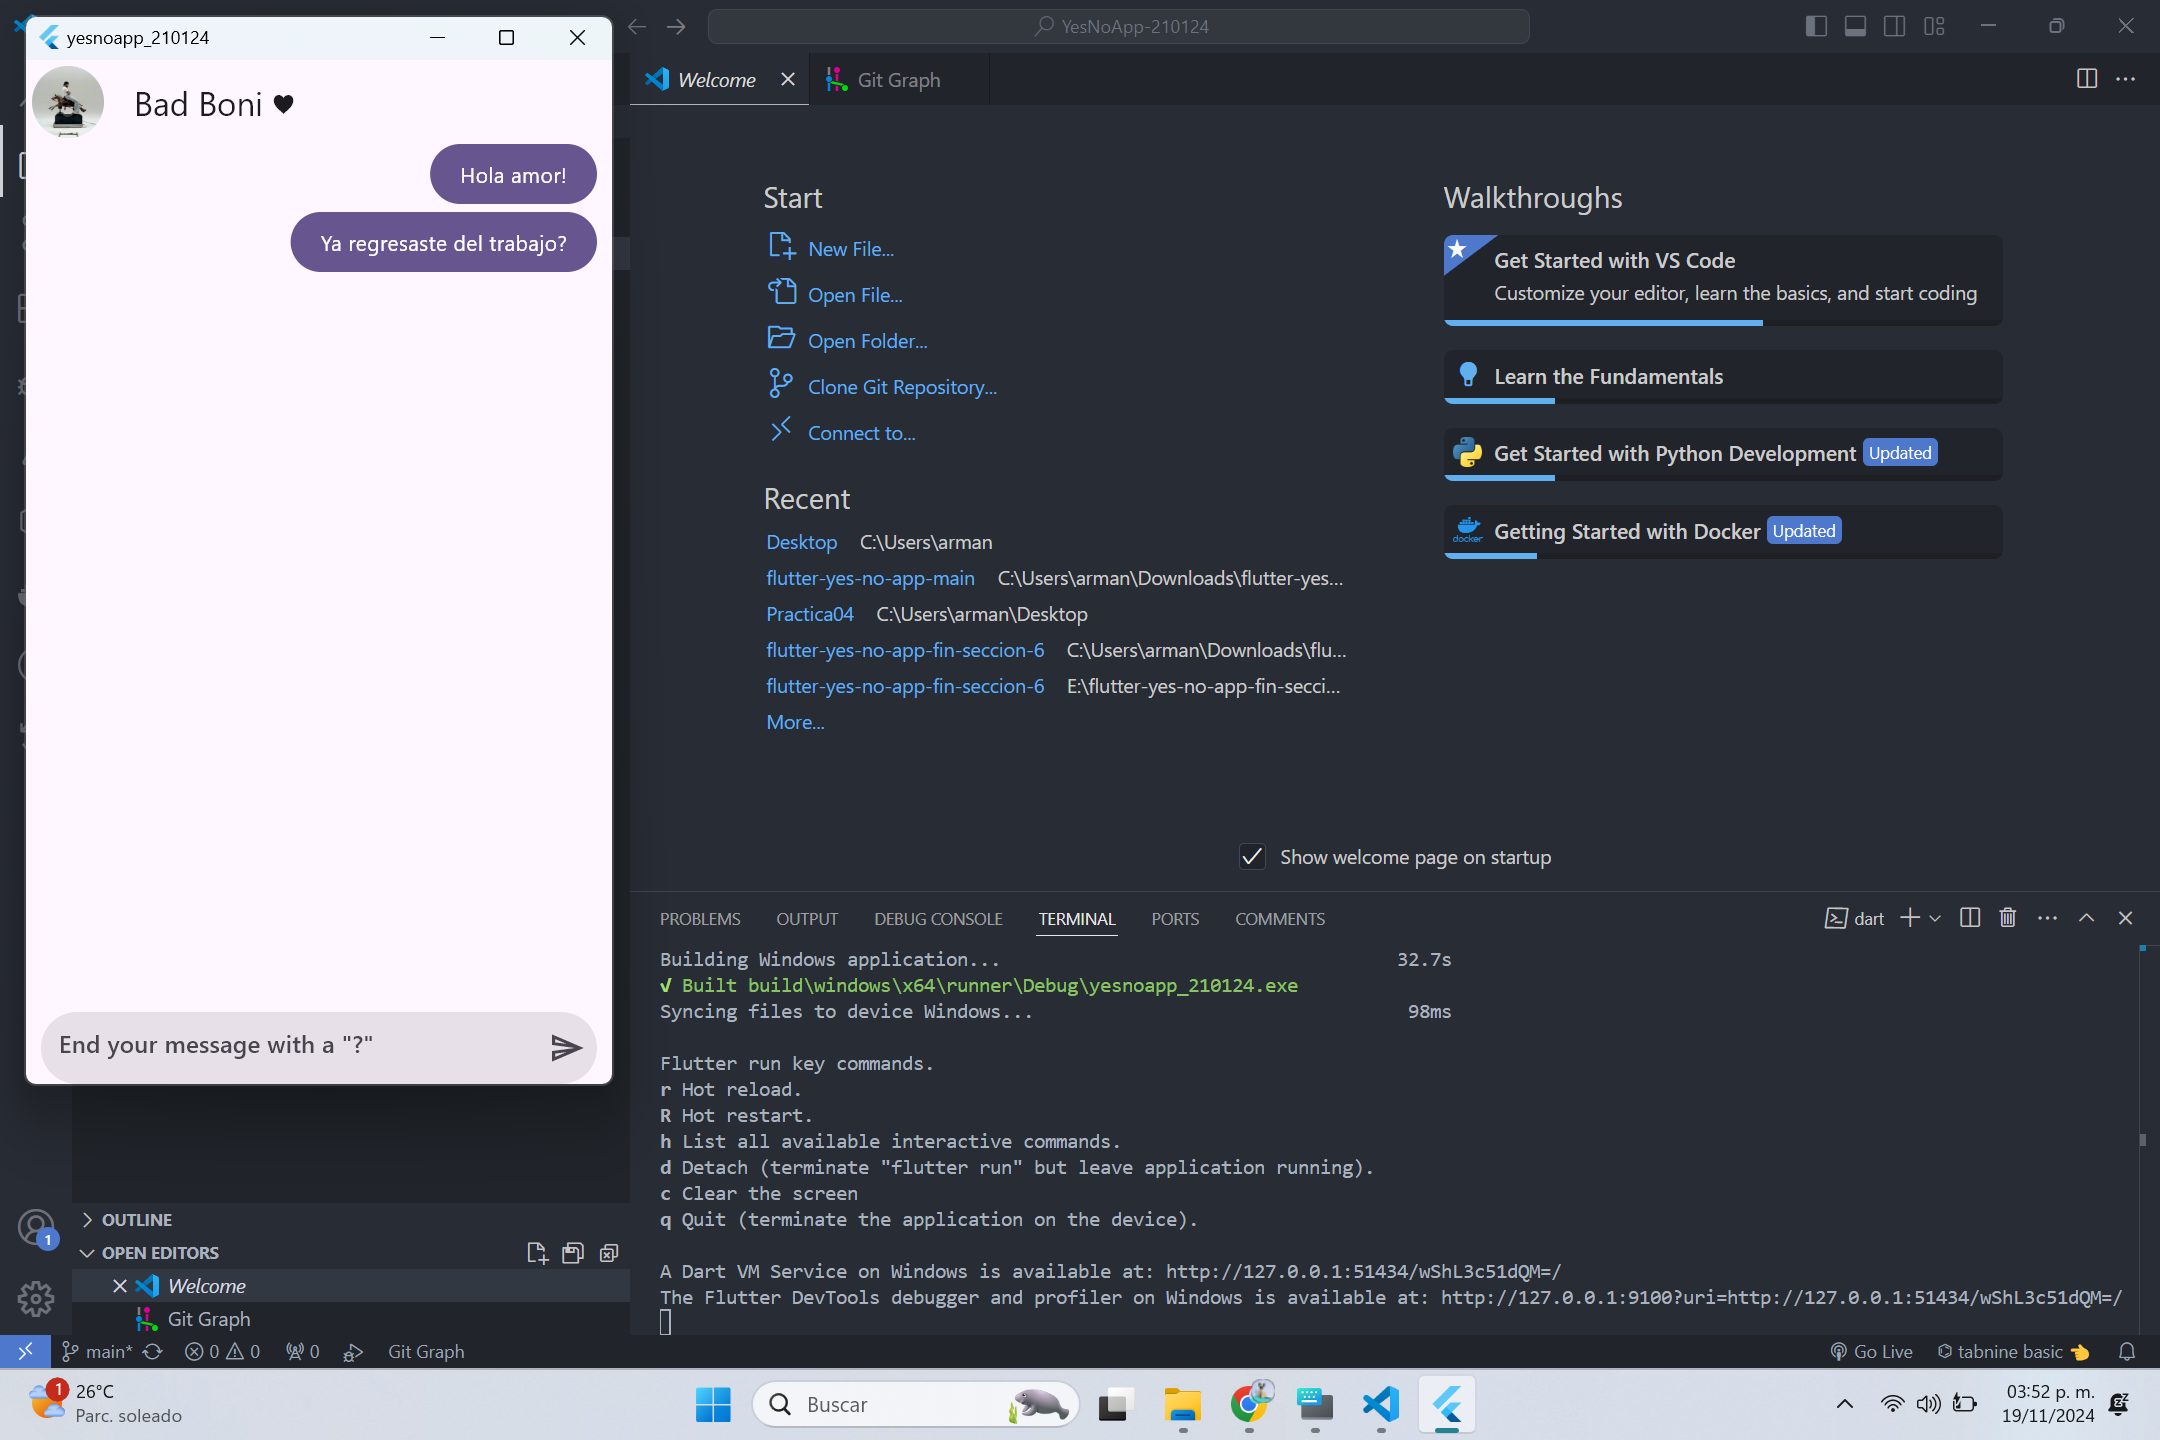 yesnoapp_210124
Bad Boni ♥
Hola amor!
Ya regresaste del trabajo?
End your message with a "?"
YesNoApp-210124
Welcome
Git Graph
Start
New File...
Open File...
Open Folder...
Clone Git Repository...
Connect to...
Recent
Desktop C:\Users\arman
flutter-yes-no-app-main C:\Users\arman\Downloads\flutter-yes...
Practica04 C:\Users\arman\Desktop
flutter-yes-no-app-fin-seccion-6 C:\Users\arman\Downloads\flu...
flutter-yes-no-app-fin-seccion-6 E:\flutter-yes-no-app-fin-secci...
More...
Walkthroughs
Get Started with VS Code
Customize your editor, learn the basics, and start coding
Learn the Fundamentals
Get Started with Python Development Updated
docker
Getting Started with Docker Updated
Show welcome page on startup
PROBLEMS OUTPUT DEBUG CONSOLE TERMINAL PORTS COMMENTS
dart
Building Windows application... 32.7s
√ Built build\windows\x64\runner\Debug\yesnoapp_210124.exe
Syncing files to device Windows... 98ms
Flutter run key commands.
r Hot reload.
R Hot restart.
h List all available interactive commands.
d Detach (terminate "flutter run" but leave application running).
c Clear the screen
q Quit (terminate the application on the device).
A Dart VM Service on Windows is available at: http://127.0.0.1:51434/wShL3c51dQM=/
The Flutter DevTools debugger and profiler on Windows is available at: http://127.0.0.1:9100?uri=http://127.0.0.1:51434/wShL3c51dQM=/
1
OUTLINE
OPEN EDITORS
Welcome
Git Graph
main* 0 0 0 Git Graph
Go Live tabnine basic 👈
1
26°C
Parc. soleado
Buscar
03:52 p. m.
19/11/2024